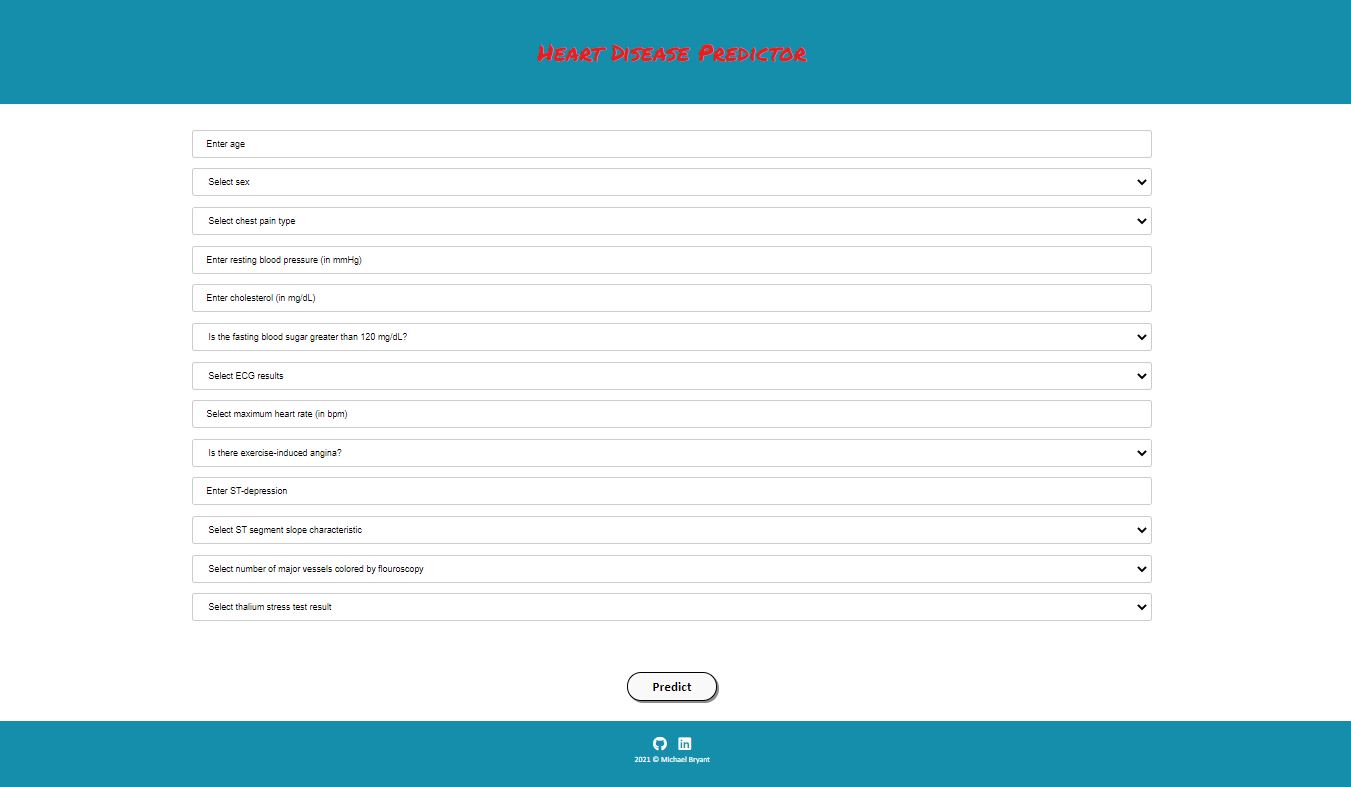 Heart Disease Predictor
Enter age
Select sex
Select chest pain type
Enter resting blood pressure (in mmHg)
Enter cholesterol (in mg/dL)
Is the fasting blood sugar greater than 120 mg/dL?
Select ECG results
Select maximum heart rate (in bpm)
Is there exercise-induced angina?
Enter ST-depression
Select ST segment slope characteristic
Select number of major vessels colored by flouroscopy
Select thalium stress test result
Predict
2021 © Michael Bryant